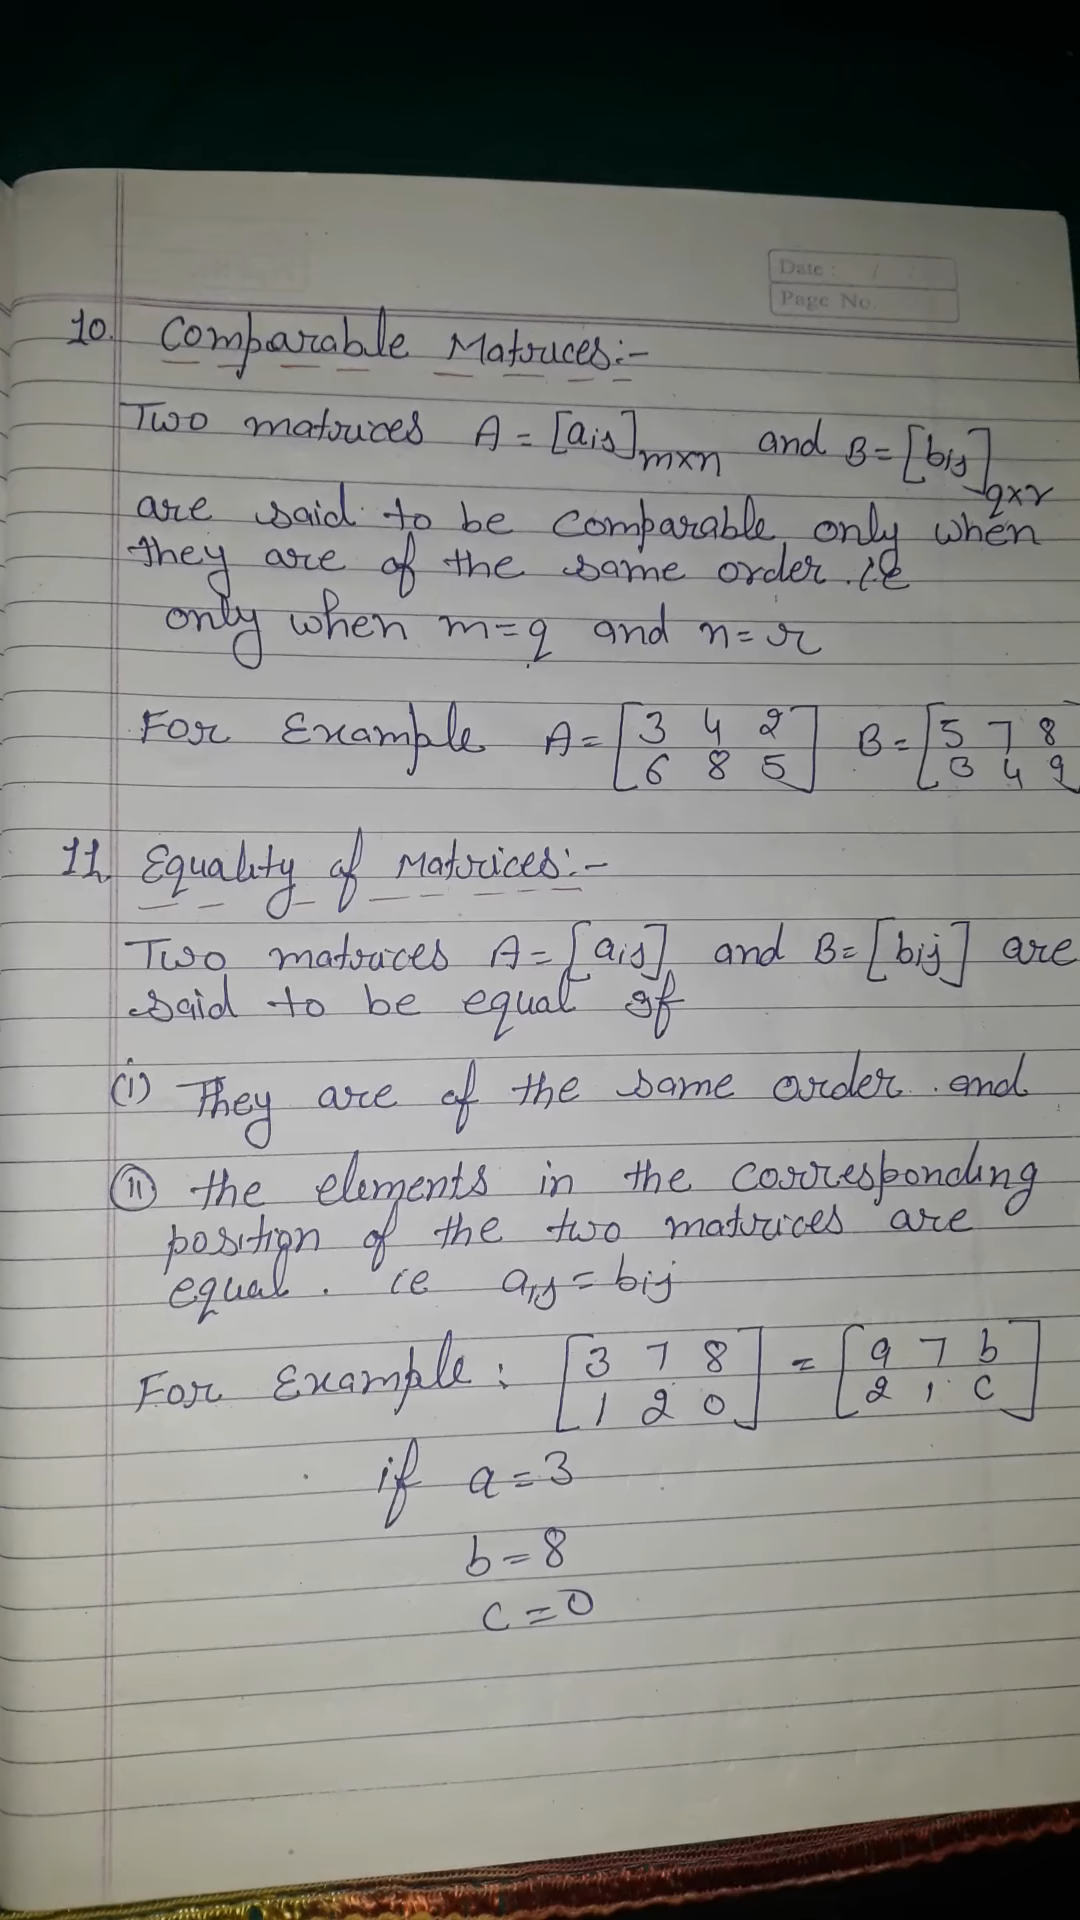 Date : / /
Page No.
10. Comparable Matrices:-
Two matrices A = [aij]m×n and B = [bij]q×r
are said to be comparable only when
they are of the same order. ie
only when m=q and n=r
For Example A = [3 4 2 B = [5 7 8
6 8 5] 3 4 9]
11. Equality of Matrices:-
Two matrices A = [aij] and B = [bij] are
said to be equal if
(i) They are of the same order. and
(ii) the elements in the corresponding
position of the two matrices are
equal. ie aij = bij
For Example: [3 7 8 = [a 7 b
1 2 0] 2 1 c]
if a = 3
b = 8
c = 0